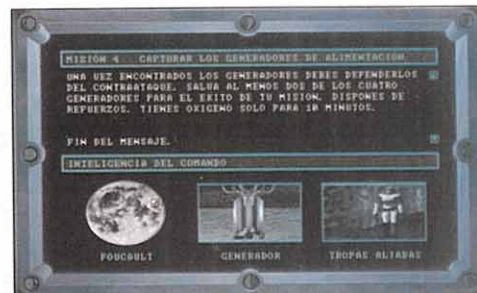 MISION 4 CAPTURAR LOS GENERADORES DE ALIMENTACION
UNA VEZ ENCONTRADOS LOS GENERADORES DEBES DEFENDERLOS
DEL CONTRAATAQUE. SALVA AL MENOS DOS DE LOS CUATRO
GENERADORES PARA EL EXITO DE TU MISION. DISPONES DE
REFUERZOS. TIENES OXIGENO SOLO PARA 10 MINUTOS.
FIN DEL MENSAJE.
INTELIGENCIA DEL COMANDO
FOUCAULT
GENERADOR
TROPAS ALIADAS